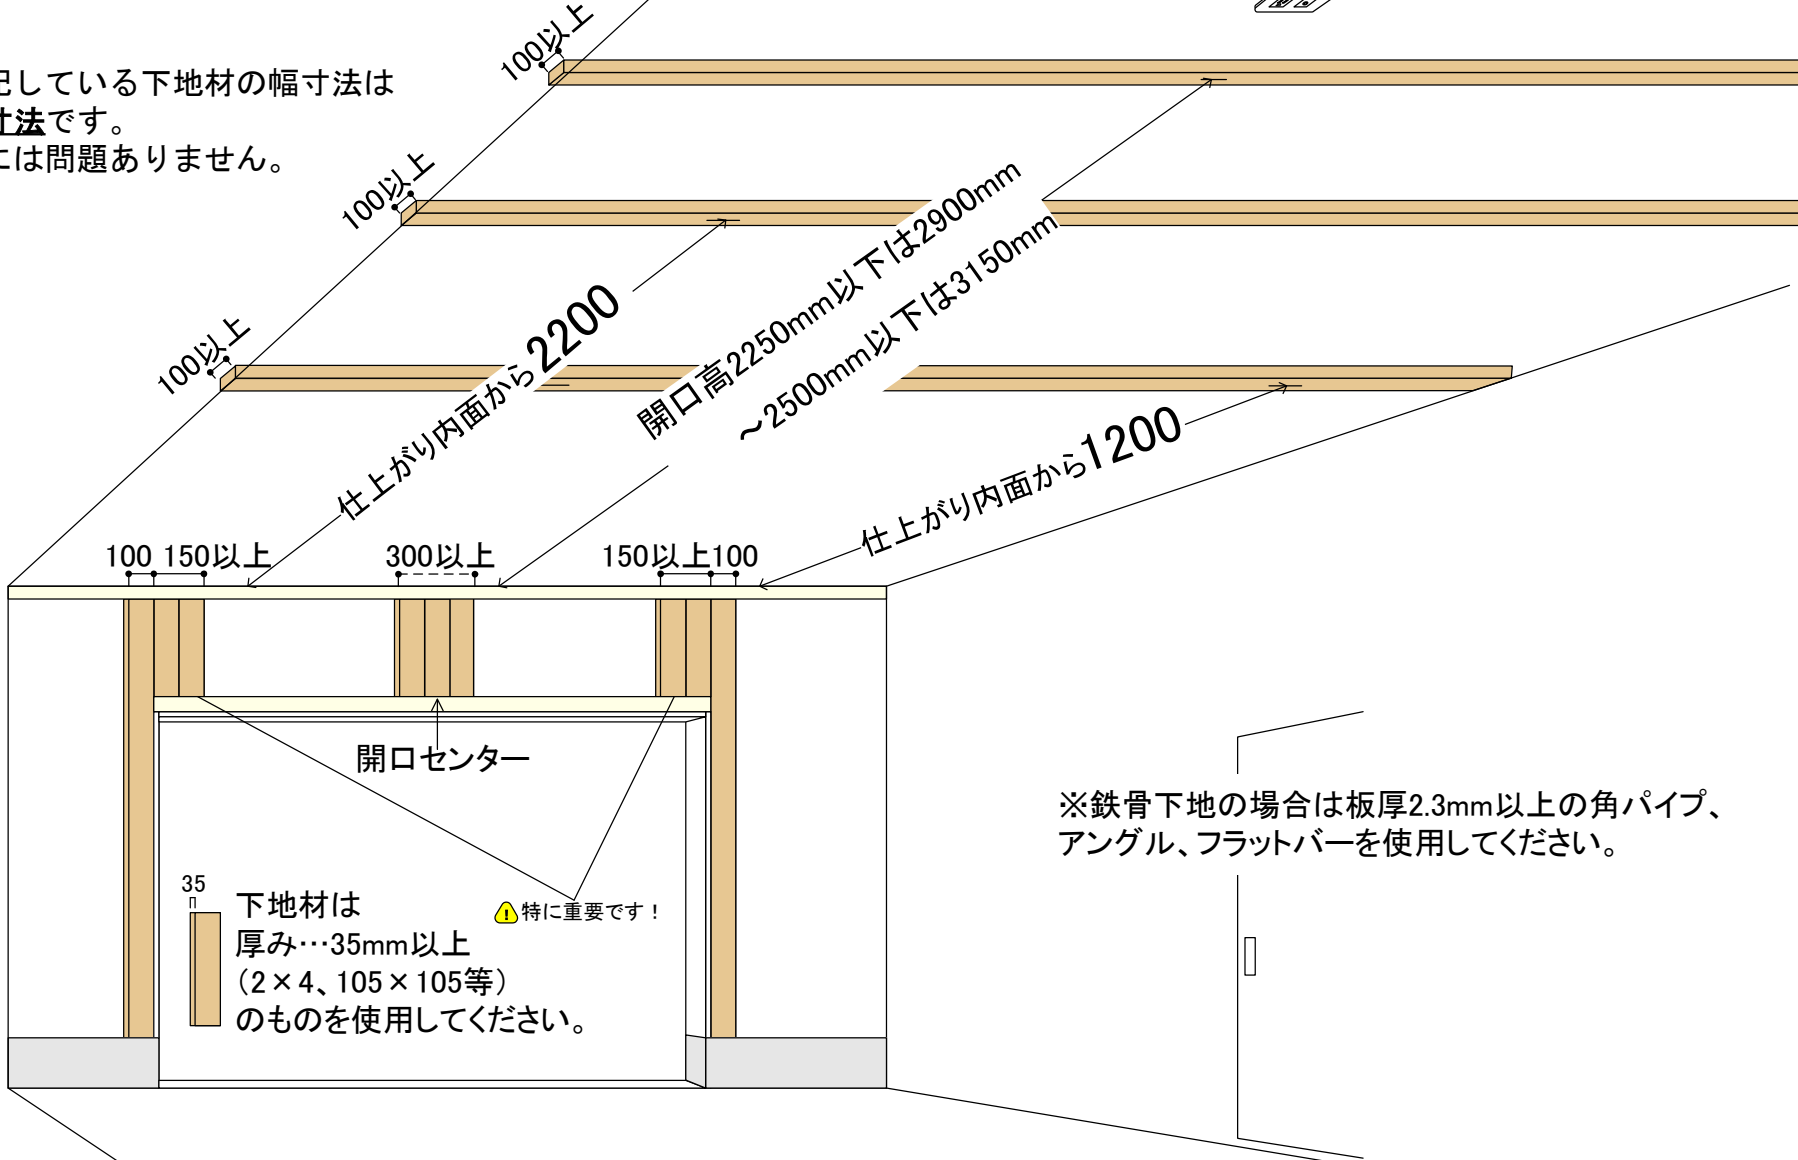 100以上
記している下地材の幅寸法は
寸法です。
には問題ありません。
100以上
100以上
仕上がり内面から2200
開口高2250mm以下は2900mm
～2500mm以下は3150mm
仕上がり内面から1200
100 150以上
300以上
150以上100
開口センター
※鉄骨下地の場合は板厚2.3mm以上の角パイプ、
アングル、フラットバーを使用してください。
35
下地材は
厚み…35mm以上
（2×4、105×105等）
のものを使用してください。
特に重要です！